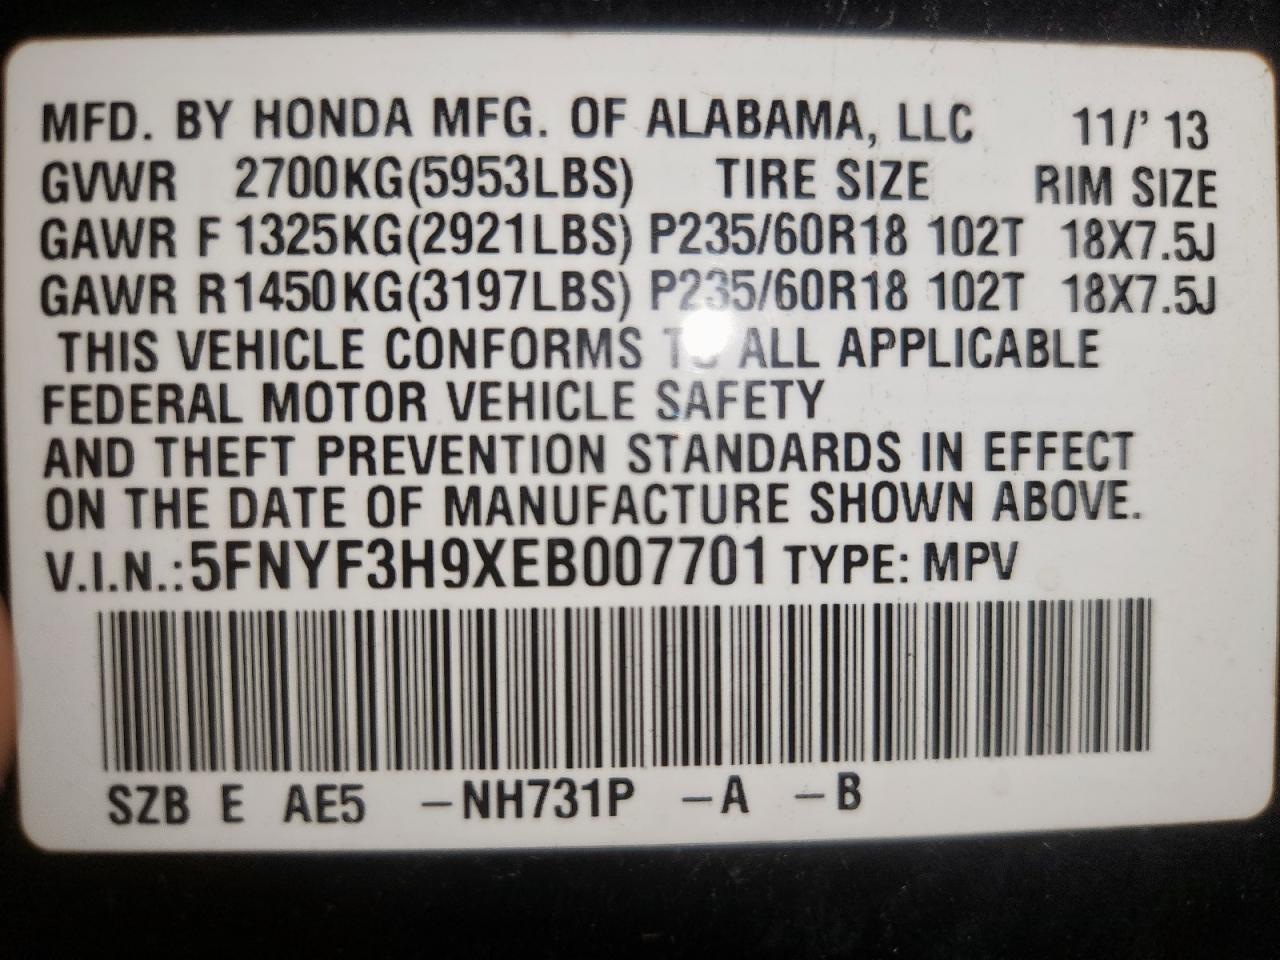 MFD. BY HONDA MFG. OF ALABAMA, LLC 11/' 13
GVWR 2700KG(5953LBS) TIRE SIZE RIM SIZE
GAWR F 1325KG(2921LBS) P235/60R18 102T 18X7.5J
GAWR R 1450KG(3197LBS) P235/60R18 102T 18X7.5J
THIS VEHICLE CONFORMS TO ALL APPLICABLE
FEDERAL MOTOR VEHICLE SAFETY
AND THEFT PREVENTION STANDARDS IN EFFECT
ON THE DATE OF MANUFACTURE SHOWN ABOVE.
V.I.N.:5FNYF3H9XEB007701 TYPE: MPV
SZB E AE5 -NH731P -A -B